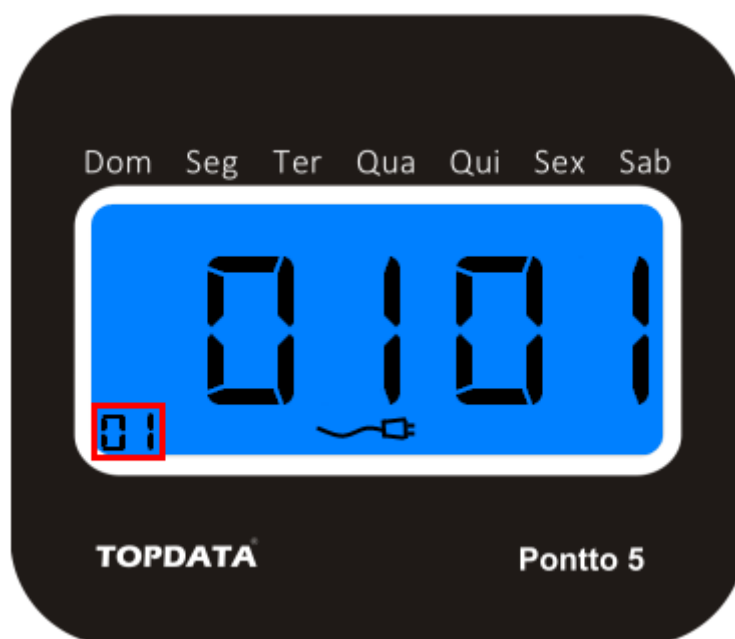 Dom Seg Ter Qua Qui Sex Sab
0101
01
TOPDATA®
Pontto 5